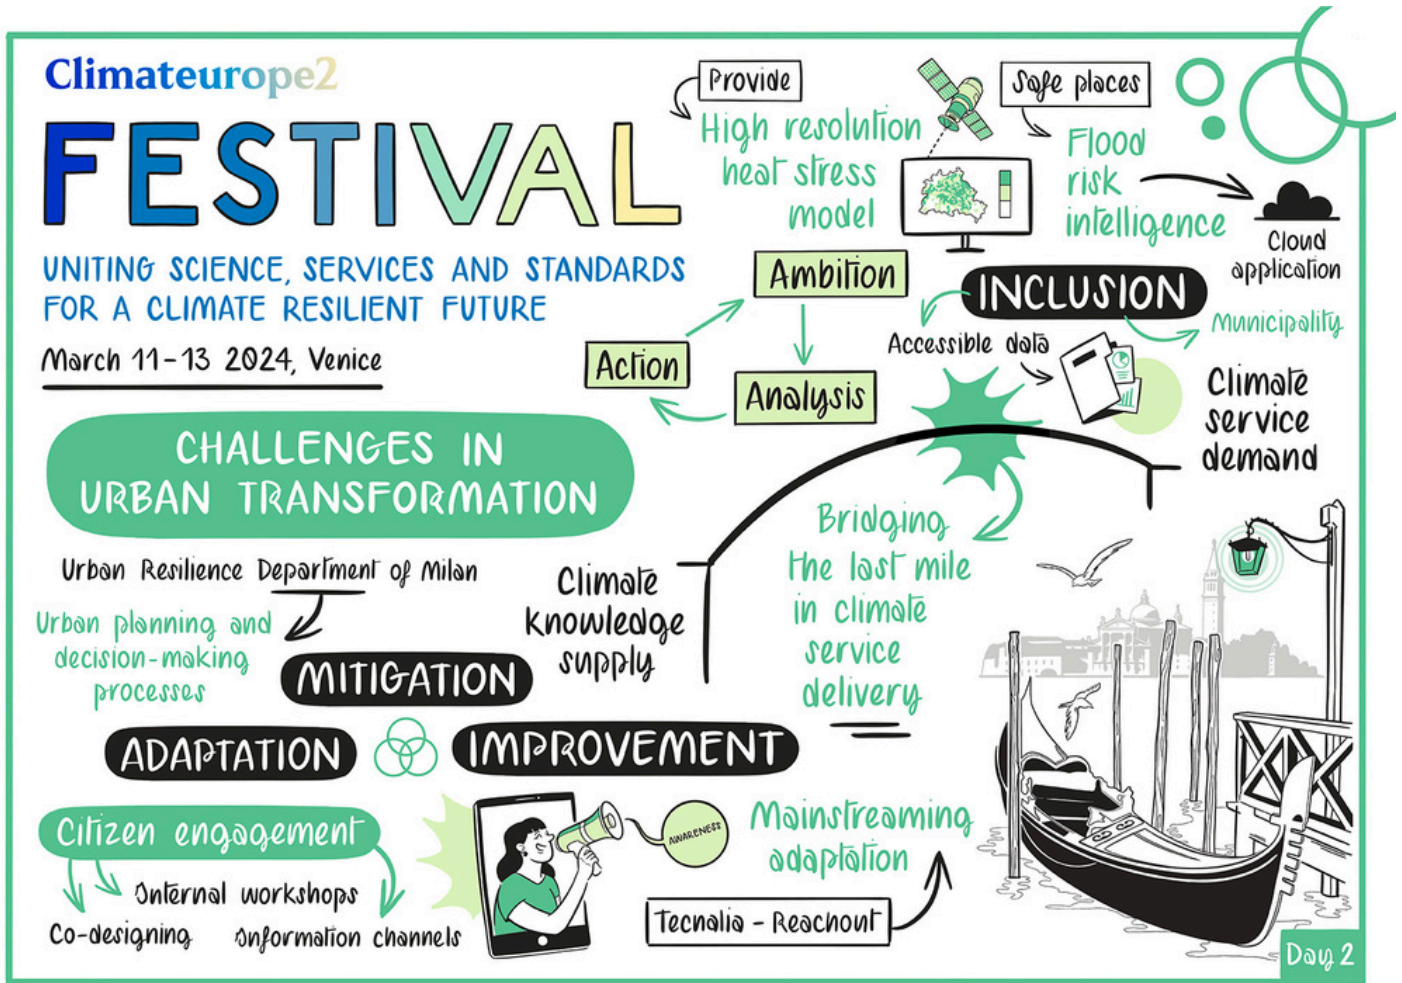 Climateurope2
FESTIVAL
UNITING SCIENCE, SERVICES AND STANDARDS
FOR A CLIMATE RESILIENT FUTURE
March 11-13 2024, Venice
Provide
High resolution
heat stress
model
Safe places
Flood
risk
intelligence
Cloud
application
Ambition
Action
Analysis
INCLUSION
Accessible data
Municipality
Climate
service
demand
CHALLENGES IN
URBAN TRANSFORMATION
Urban Resilience Department of Milan
Urban planning and
decision-making
processes
MITIGATION
ADAPTATION
IMPROVEMENT
Climate
knowledge
supply
Bridging
the last mile
in climate
service
delivery
Citizen engagement
Internal workshops
Co-designing
Information channels
AWARENESS
Mainstreaming
adaptation
Tecnalia - Reachout
Day 2